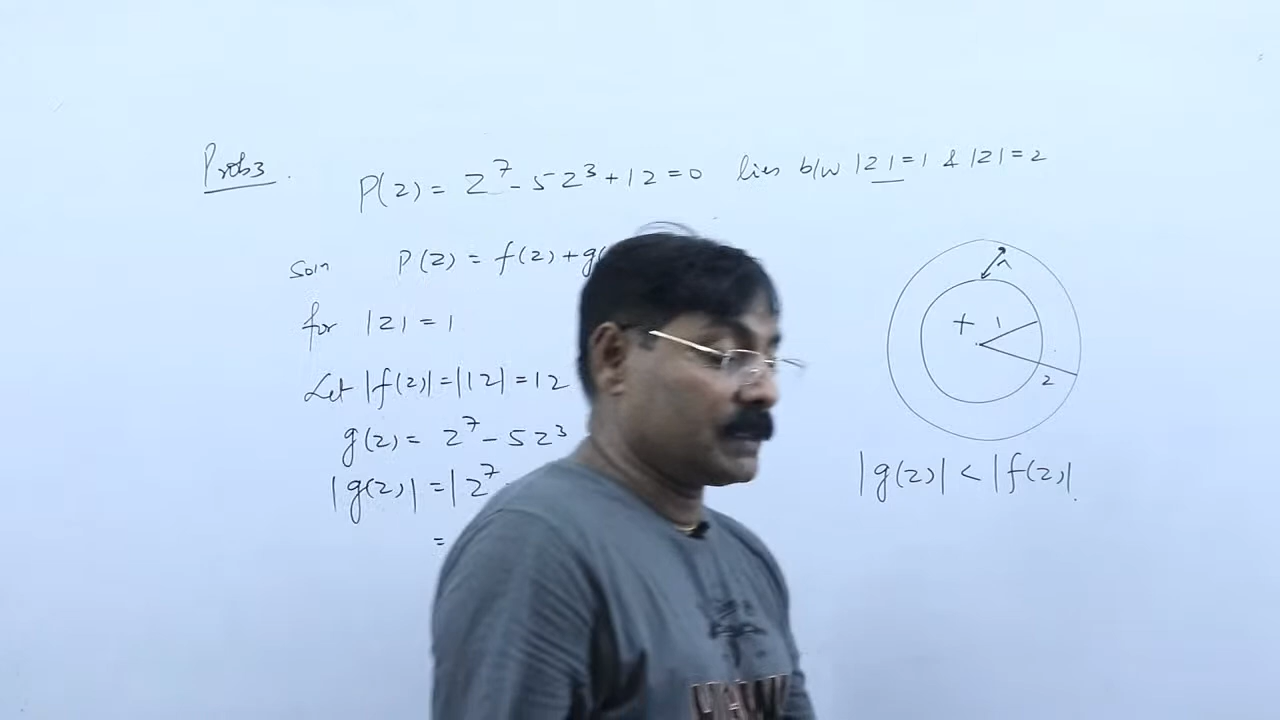 Prob3. P(z) = z⁷ - 5z³ + 12 = 0 lies b/w |z| = 1 & |z| = 2
Soln P(z) = f(z) + g(
for |z| = 1
Let |f(z)| = |12| = 12
g(z) = z⁷ - 5z³
|g(z)| = |z⁷
=
1
2
|g(z)| < |f(z)|.